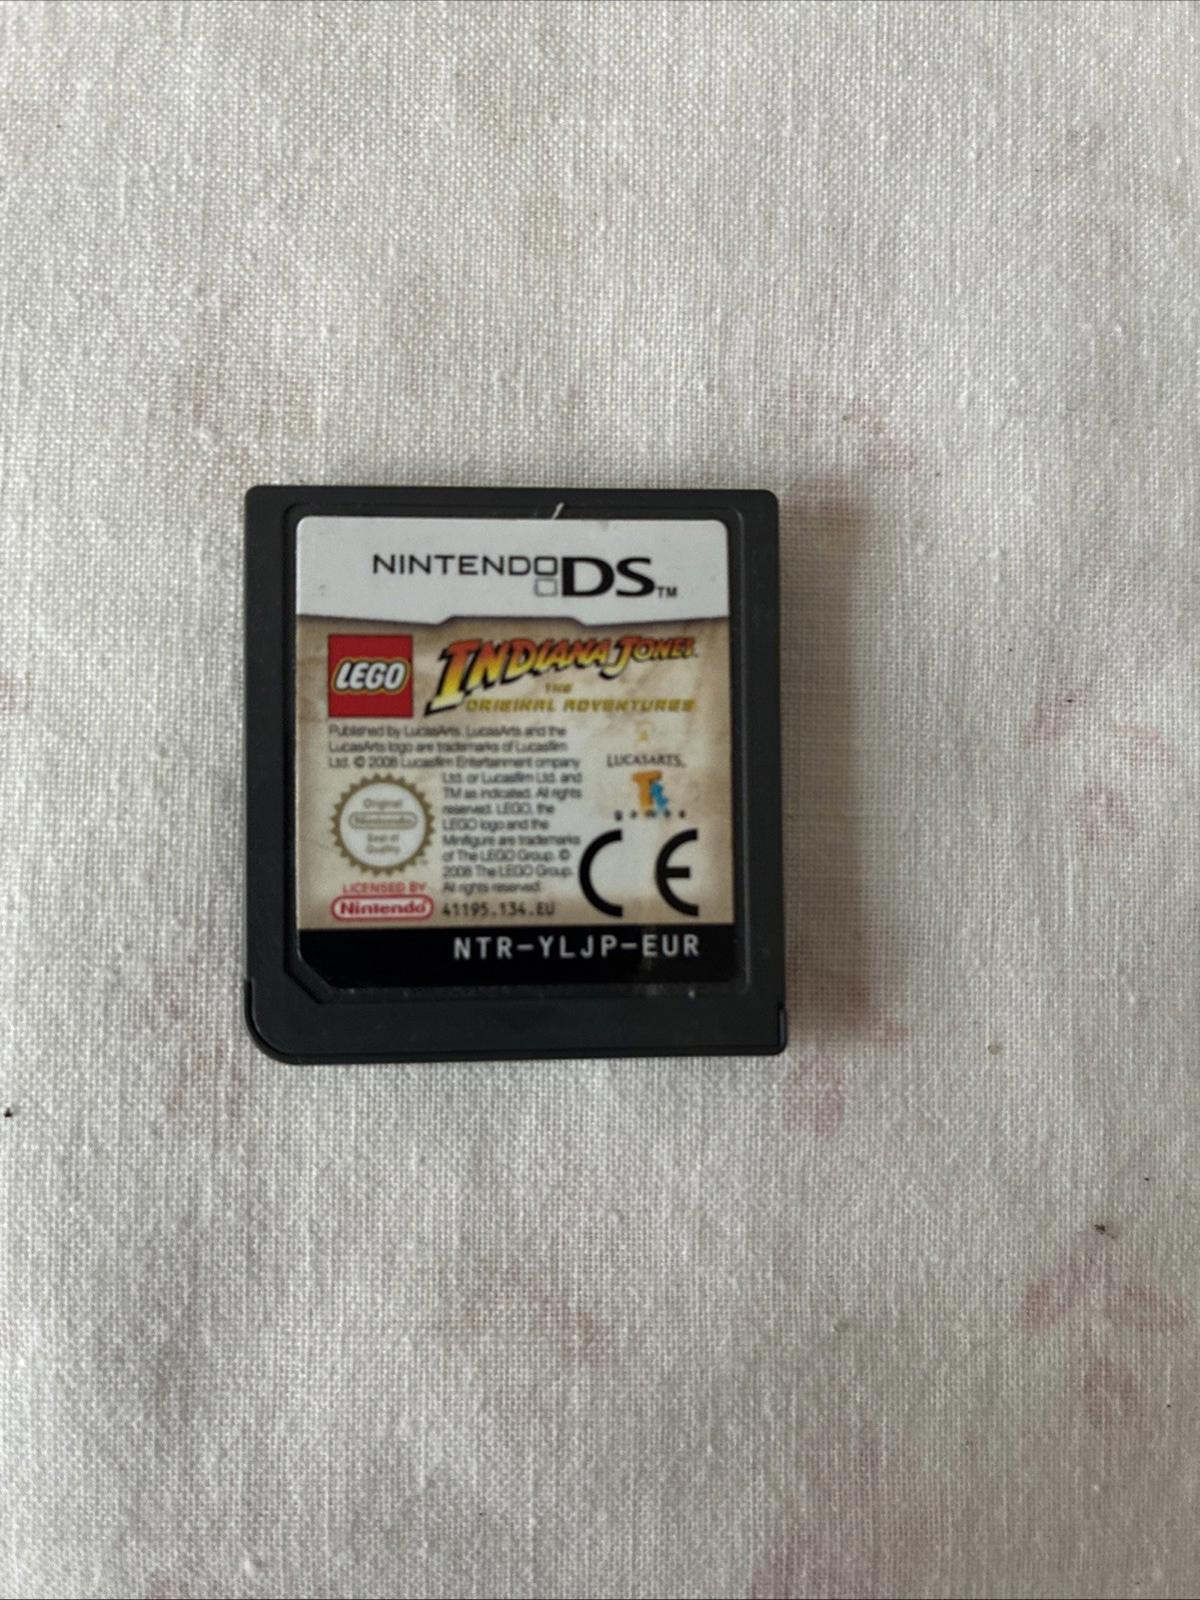 NINTENDO DS™
LEGO
INDIANA JONES
THE
ORIGINAL ADVENTURES
Published by LucasArts. LucasArts and the
LucasArts logo are trademarks of Lucasfilm
Ltd. © 2008 Lucasfilm Entertainment company
Ltd. or Lucasfilm Ltd. and
TM as indicated. All rights
reserved. LEGO, the
LEGO logo and the
Minifigure are trademarks
of The LEGO Group. ©
2008 The LEGO Group.
All rights reserved.
41195.134.EU
LUCASARTS.
games
Original
Nintendo
Seal of
Quality
LICENSED BY
Nintendo
CE
NTR-YLJP-EUR